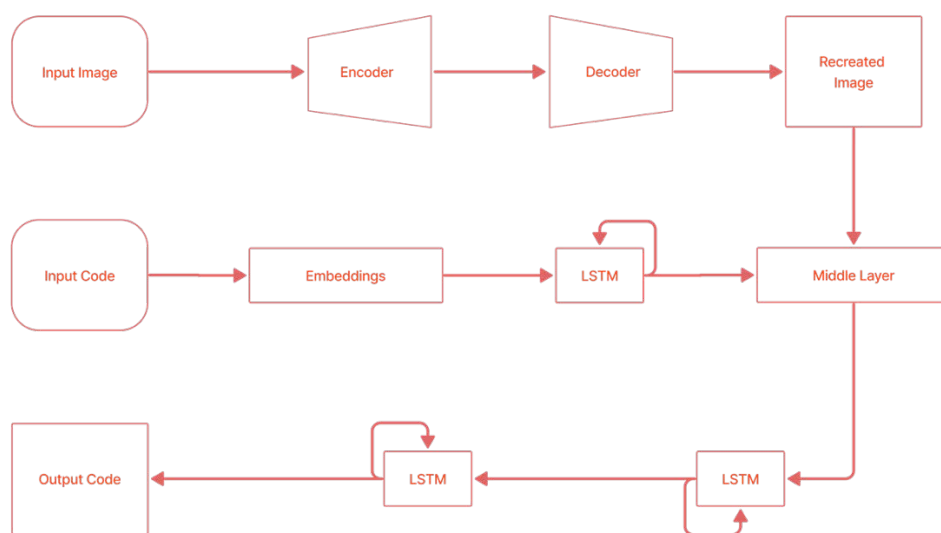 Input Image
Encoder
Decoder
Recreated
Image
Input Code
Embeddings
LSTM
Middle Layer
Output Code
LSTM
LSTM